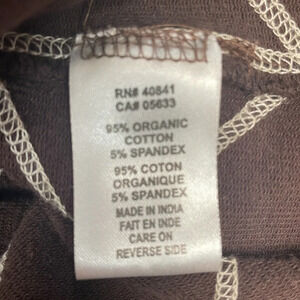 RN# 40841
CA# 05633
95% ORGANIC
COTTON
5% SPANDEX
95% COTON
ORGANIQUE
5% SPANDEX
MADE IN INDIA
FAIT EN INDE
CARE ON
REVERSE SIDE